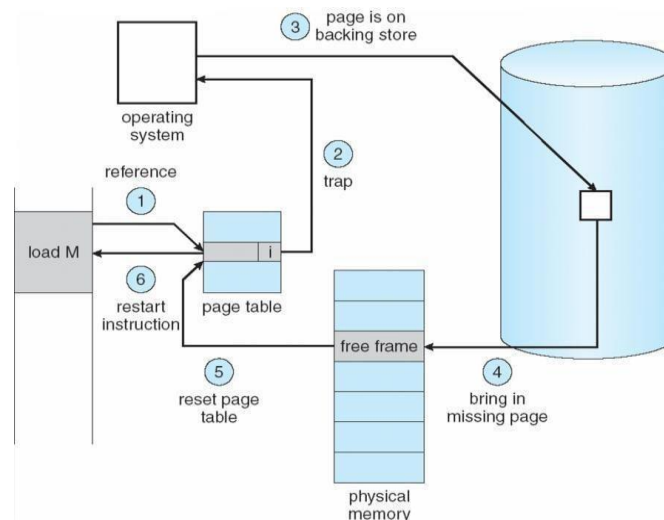 3
page is on
backing store
operating
system
2
trap
reference
1
load M
i
6
restart
instruction
page table
free frame
5
reset page
table
4
bring in
missing page
physical
memory